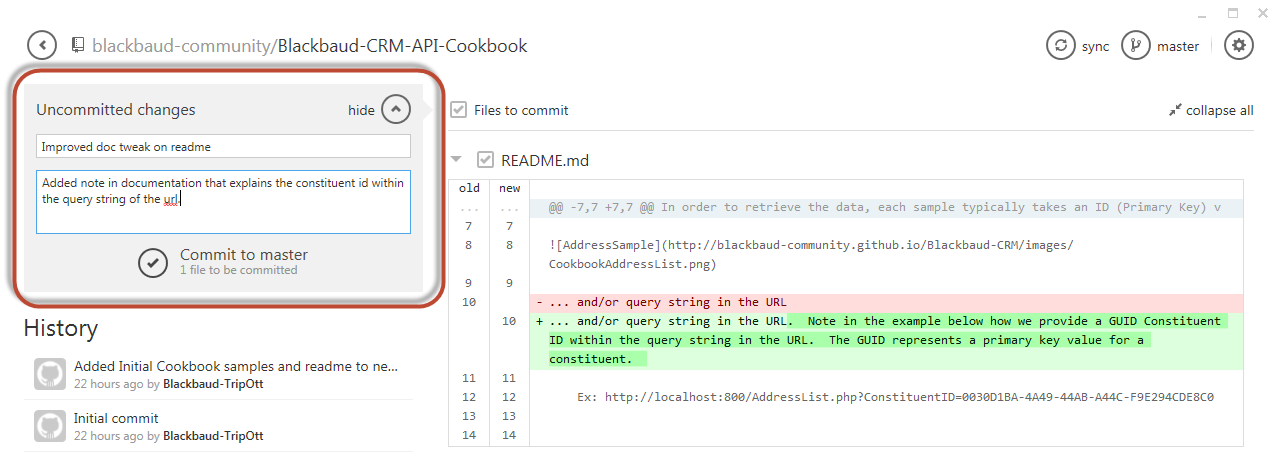 blackbaud-community/Blackbaud-CRM-API-Cookbook
sync
master
Uncommitted changes
hide
Improved doc tweak on readme
Added note in documentation that explains the constituent id within
the query string of the url.
Commit to master
1 file to be committed
History
Added Initial Cookbook samples and readme to ne...
22 hours ago by Blackbaud-TripOtt
Initial commit
22 hours ago by Blackbaud-TripOtt
Files to commit
collapse all
README.md
old new
... ... @@ -7,7 +7,7 @@ In order to retrieve the data, each sample typically takes an ID (Primary Key) v
7 7
8 8 ![AddressSample](http://blackbaud-community.github.io/Blackbaud-CRM/images/
CookbookAddressList.png)
9 9
10 - ... and/or query string in the URL
10 + ... and/or query string in the URL.  Note in the example below how we provide a GUID Constituent
ID within the query string in the URL.  The GUID represents a primary key value for a
constituent.
11 11
12 12 Ex: http://localhost:800/AddressList.php?ConstituentID=0030D1BA-4A49-44AB-A44C-F9E294CDE8C0
13 13
14 14